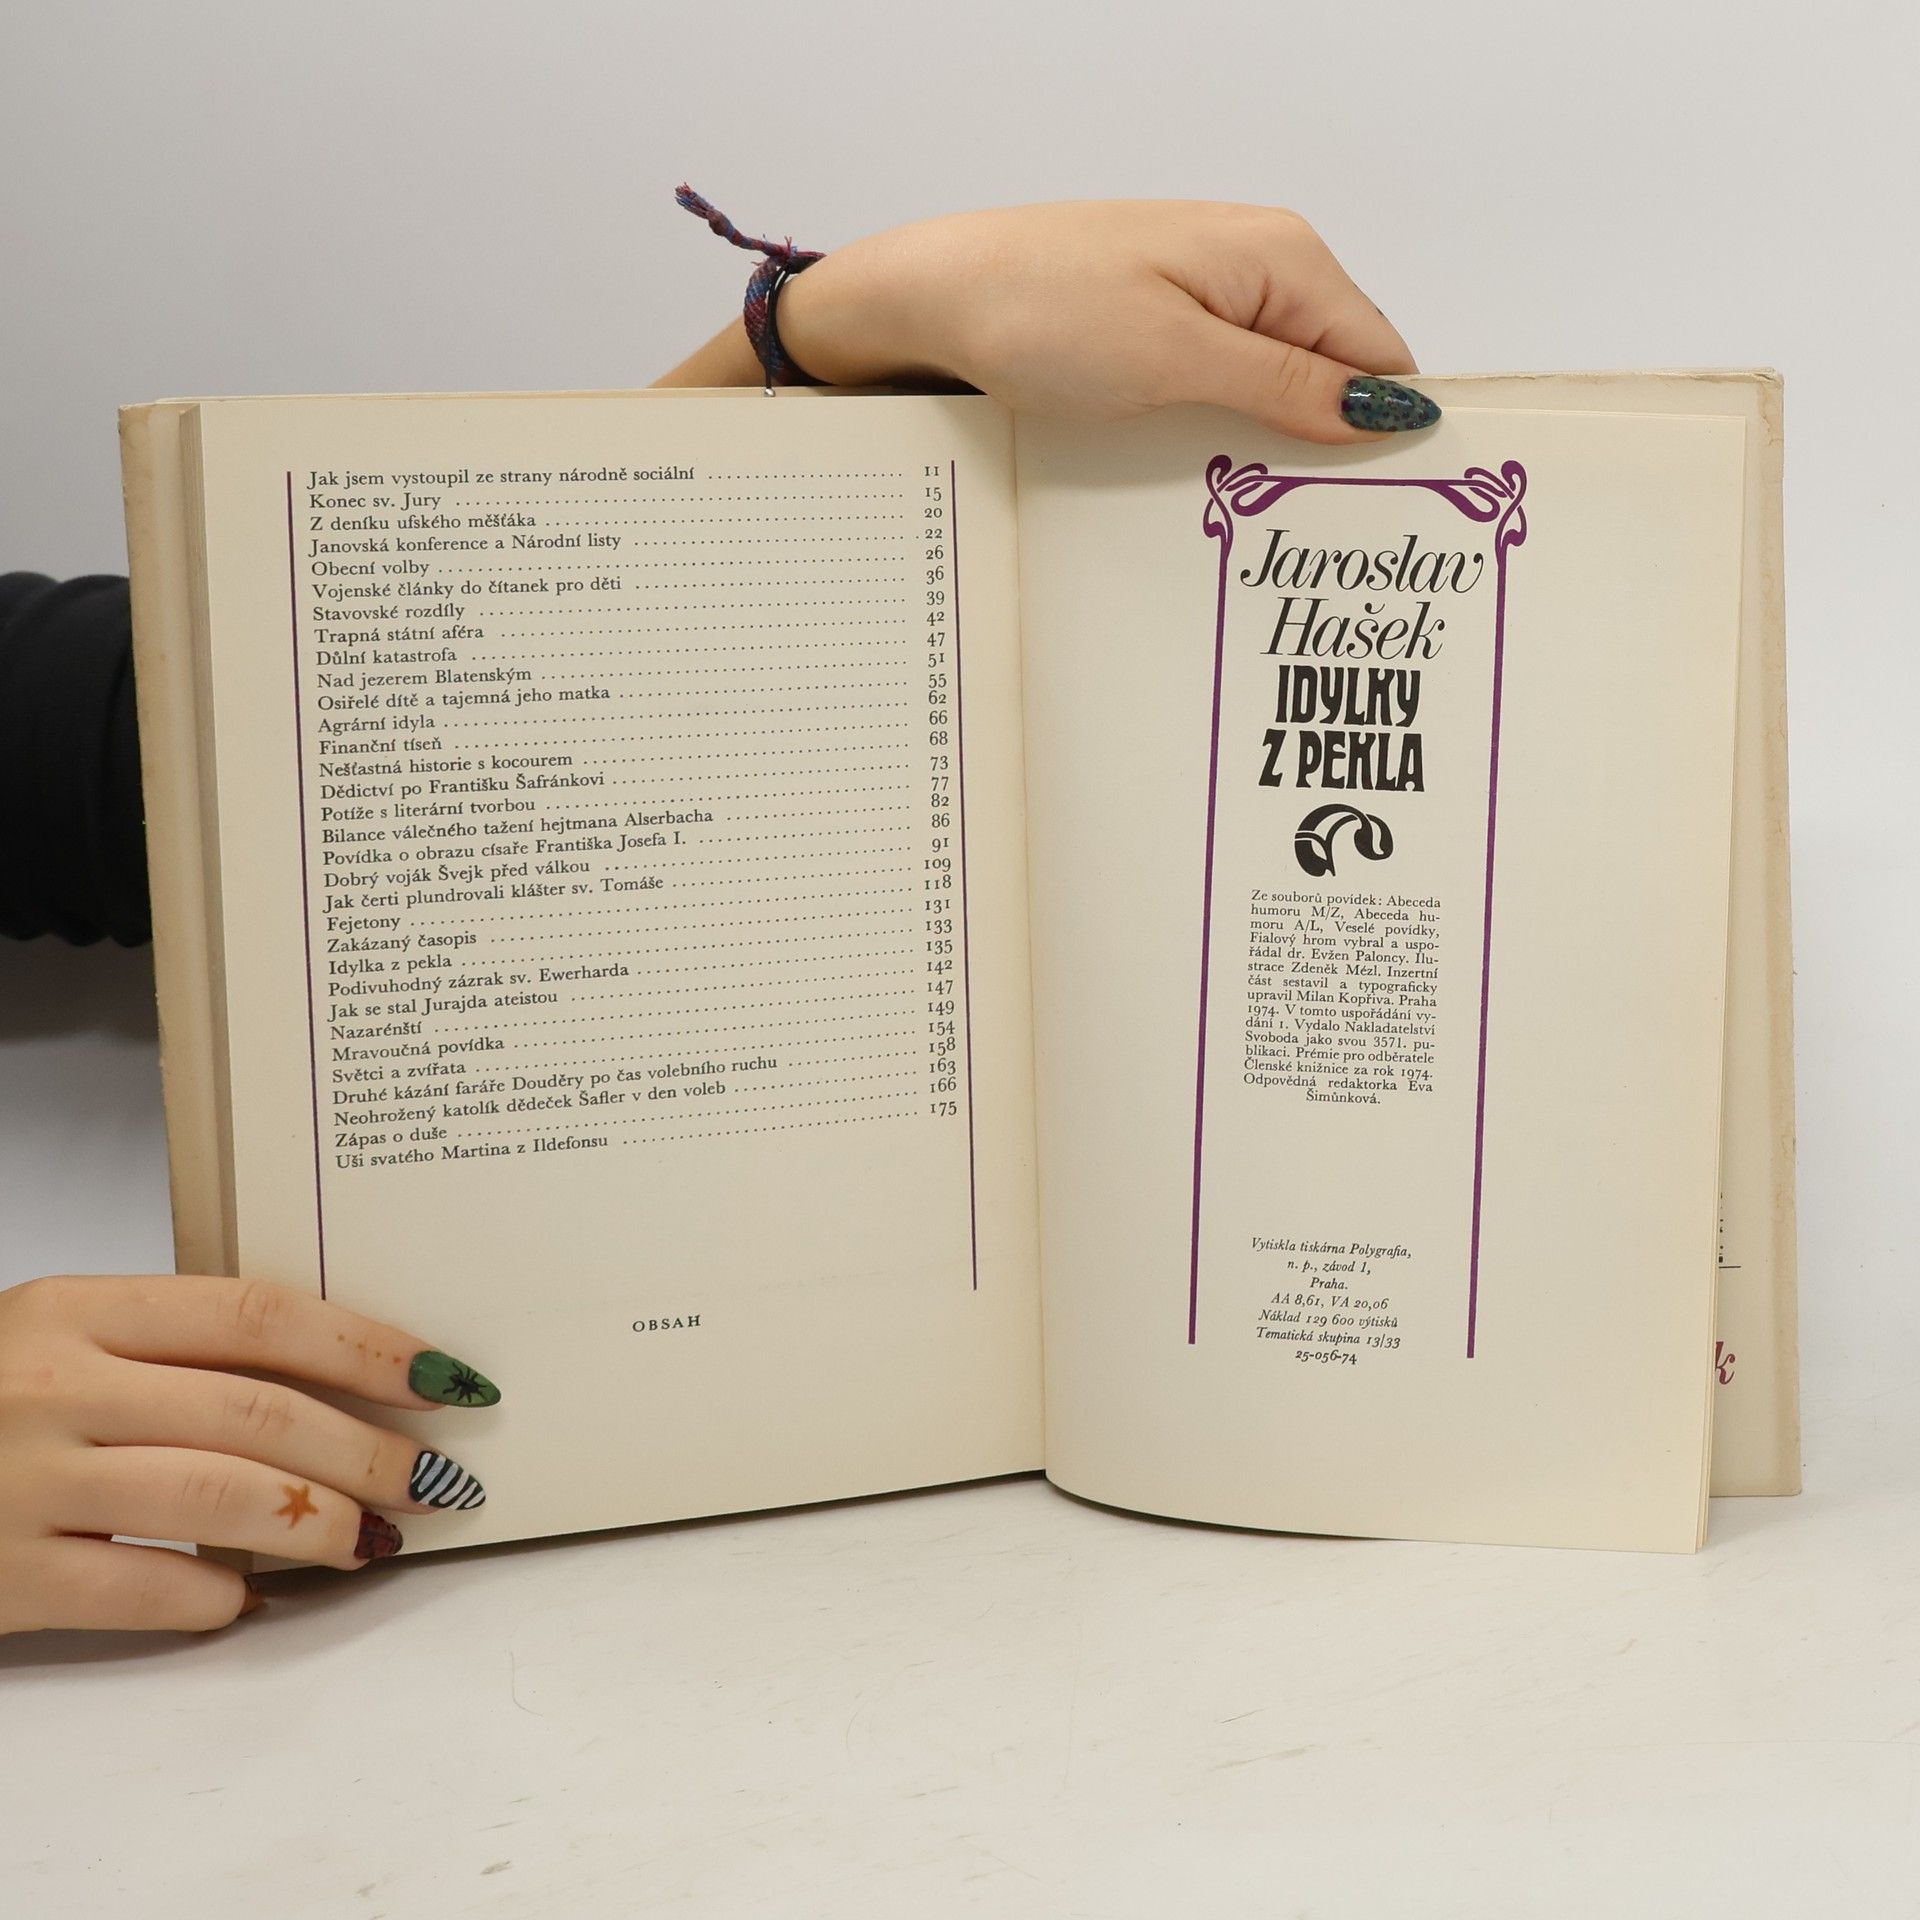 Jak jsem vystoupil ze strany národně sociální ........ 11
Konec sv. Jury ........ 15
Z deníku ufského měšťáka ........ 20
Janovská konference a Národní listy ........ 22
Obecní volby ........ 26
Vojenské články do čítanek pro děti ........ 36
Stavovské rozdíly ........ 39
Trapná státní aféra ........ 42
Důlní katastrofa ........ 47
Nad jezerem Blatenským ........ 51
Osiřelé dítě a tajemná jeho matka ........ 55
Agrární idyla ........ 62
Finanční tíseň ........ 66
Nešťastná historie s kocourem ........ 68
Dědictví po Františku Šafránkovi ........ 73
Potíže s literární tvorbou ........ 77
Bilance válečného tažení hejtmana Alserbacha ........ 82
Povídka o obrazu císaře Františka Josefa I. ........ 86
Dobrý voják Švejk před válkou ........ 91
Jak čerti plundrovali klášter sv. Tomáše ........ 109
Fejetony ........ 118
Zakázaný časopis ........ 131
Idylka z pekla ........ 133
Podivuhodný zázrak sv. Ewerharda ........ 135
Jak se stal Jurajda ateistou ........ 142
Nazarénští ........ 147
Mravoučná povídka ........ 149
Světci a zvířata ........ 154
Druhé kázání faráře Douděry po čas volebního ruchu ........ 158
Neohrožený katolík dědeček Šafler v den voleb ........ 163
Zápas o duše ........ 166
Uši svatého Martina z Ildefonsu ........ 175
OBSAH
Jaroslav
Hašek
IDYLKY
Z PEKLA
Ze souborů povídek: Abeceda
humoru M/Z, Abeceda hu-
moru A/L, Veselé povídky,
Fialový hrom vybral a uspo-
řádal dr. Evžen Paloncy. Ilu-
strace Zdeněk Mézl. Inzertní
část sestavil a typograficky
upravil Milan Kopřiva. Praha
1974. V tomto uspořádání vy-
dání 1. Vydalo Nakladatelství
Svoboda jako svou 3571. pu-
blikaci. Prémie pro odběratele
Členské knižnice za rok 1974.
Odpovědná redaktorka Eva
Šimůnková.
Vytiskla tiskárna Polygrafia,
n. p., závod 1,
Praha.
AA 8,61, VA 20,06
Náklad 129 600 výtisků
Tematická skupina 13/33
25-056-74
k